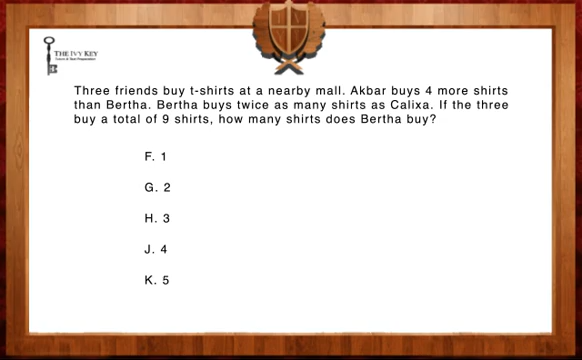 THE IVY KEY
Three friends buy t-shirts at a nearby mall. Akbar buys 4 more shirts
than Bertha. Bertha buys twice as many shirts as Calixa. If the three
buy a total of 9 shirts, how many shirts does Bertha buy?
F. 1
G. 2
H. 3
J. 4
K. 5